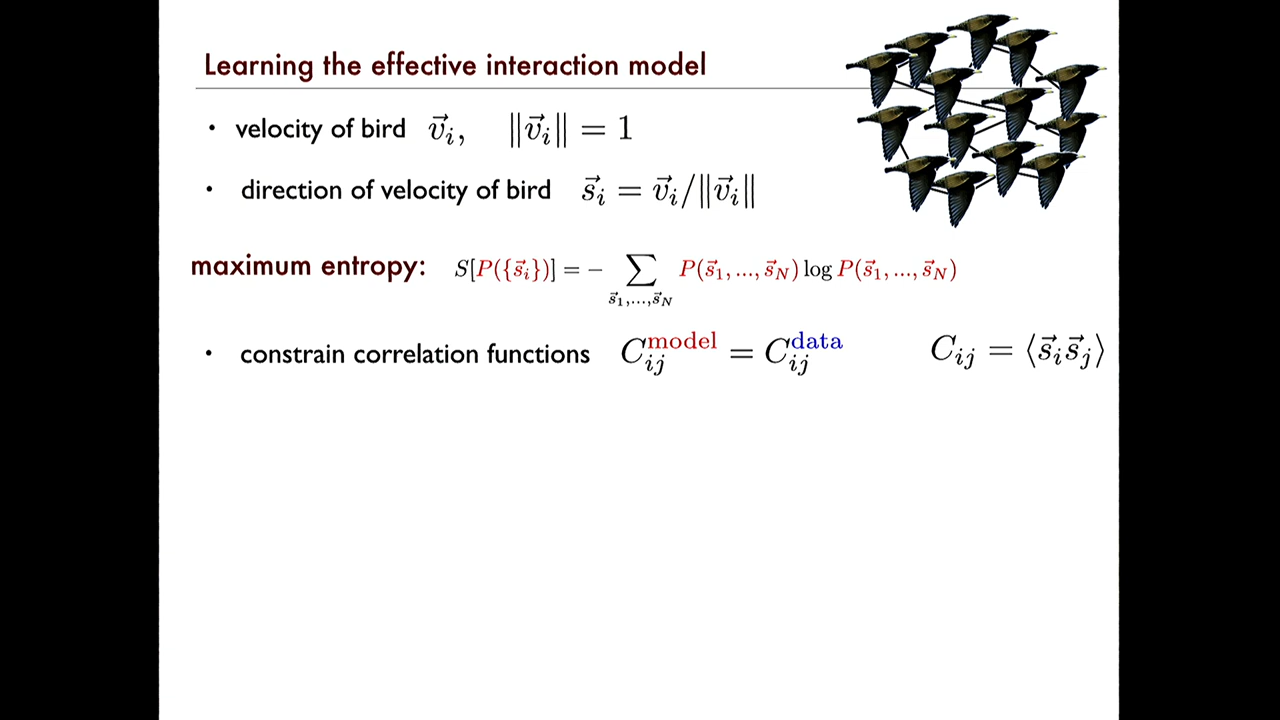 Learning the effective interaction model
• velocity of bird $\vec{v}_i, \quad \|\vec{v}_i\| = 1$
• direction of velocity of bird $\vec{s}_i = \vec{v}_i / \|\vec{v}_i\|$
maximum entropy: $S[P(\{\vec{s}_i\})] = - \sum_{\vec{s}_1,...,\vec{s}_N} P(\vec{s}_1, ..., \vec{s}_N) \log P(\vec{s}_1, ..., \vec{s}_N)$
• constrain correlation functions $C_{ij}^{\text{model}} = C_{ij}^{\text{data}} \quad C_{ij} = \langle \vec{s}_i \vec{s}_j \rangle$